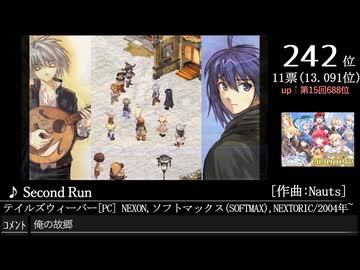 242位
11票(13.091位)
up↑第15回688位
♪ Second Run
[作曲:Nauts]
テイルズウィーバー[PC] NEXON,ソフトマックス(SOFTMAX),NEXTORIC/2004年~
ｺﾒﾝﾄ 俺の故郷